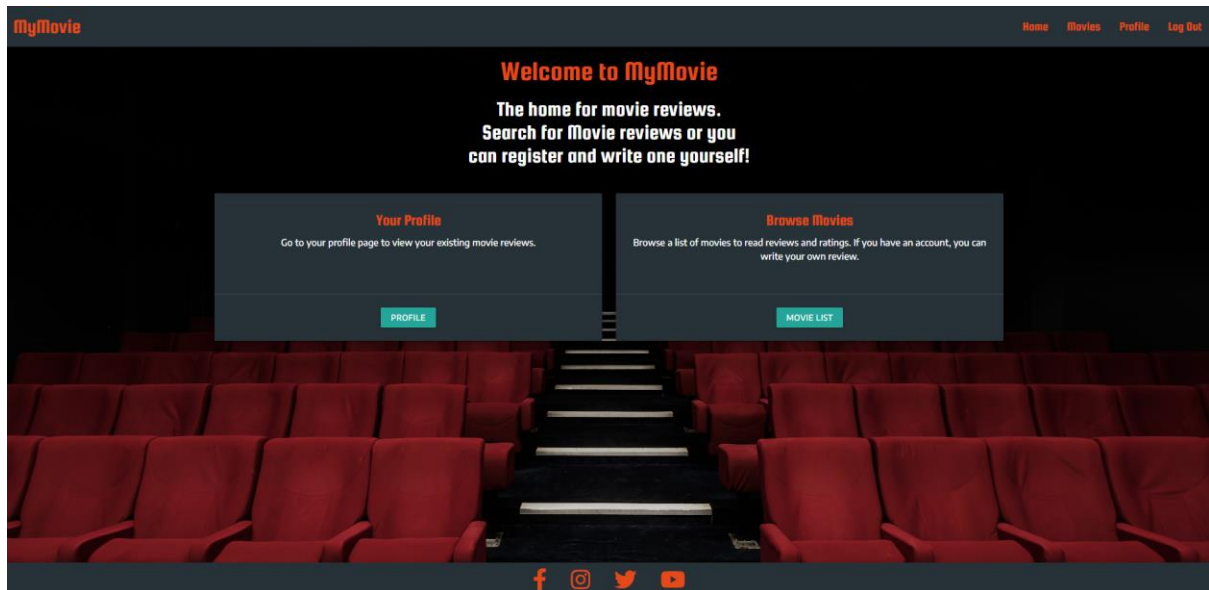 MyMovie
Home Movies Profile Log Out
Welcome to MyMovie
The home for movie reviews.
Search for Movie reviews or you
can register and write one yourself!
Your Profile
Go to your profile page to view your existing movie reviews.
PROFILE
Browse Movies
Browse a list of movies to read reviews and ratings. If you have an account, you can
write your own review.
MOVIE LIST